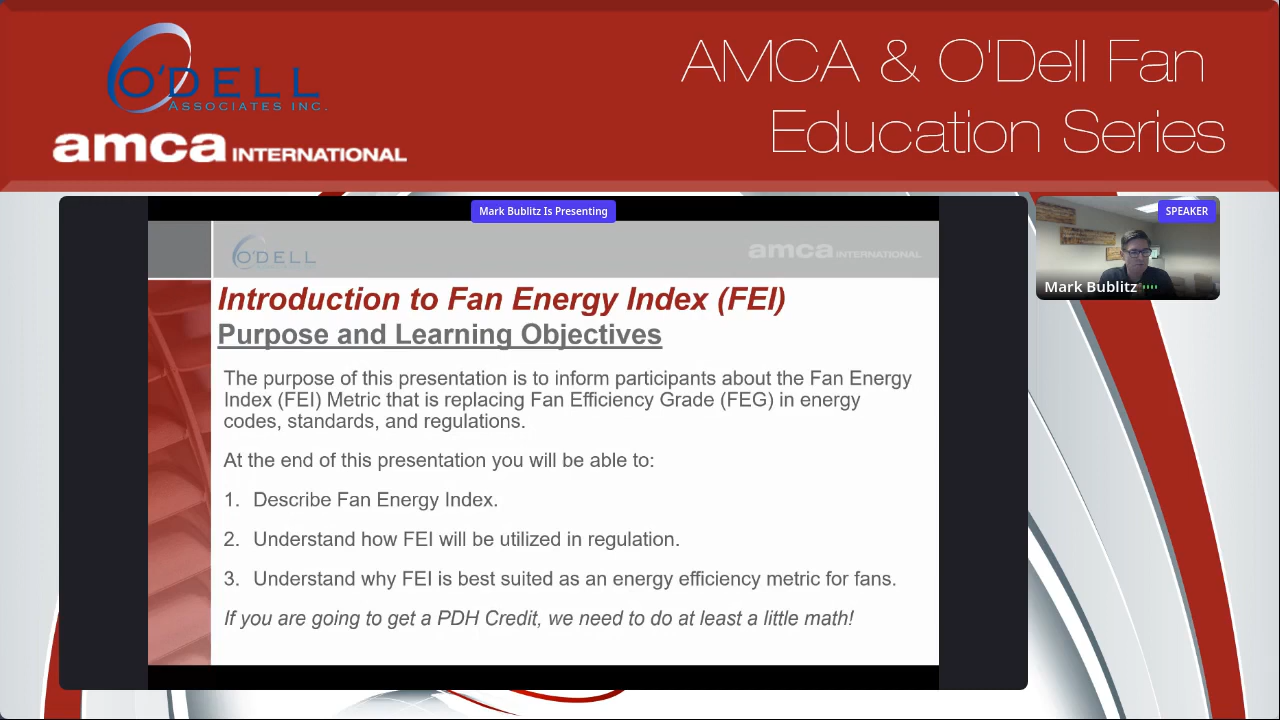 O'DELL
ASSOCIATES INC.
amca INTERNATIONAL
AMCA & O'Dell Fan
Education Series
Mark Bublitz Is Presenting
SPEAKER
Mark Bublitz
O'DELL
amca INTERNATIONAL
Introduction to Fan Energy Index (FEI)
Purpose and Learning Objectives
The purpose of this presentation is to inform participants about the Fan Energy
Index (FEI) Metric that is replacing Fan Efficiency Grade (FEG) in energy
codes, standards, and regulations.
At the end of this presentation you will be able to:
1. Describe Fan Energy Index.
2. Understand how FEI will be utilized in regulation.
3. Understand why FEI is best suited as an energy efficiency metric for fans.
If you are going to get a PDH Credit, we need to do at least a little math!